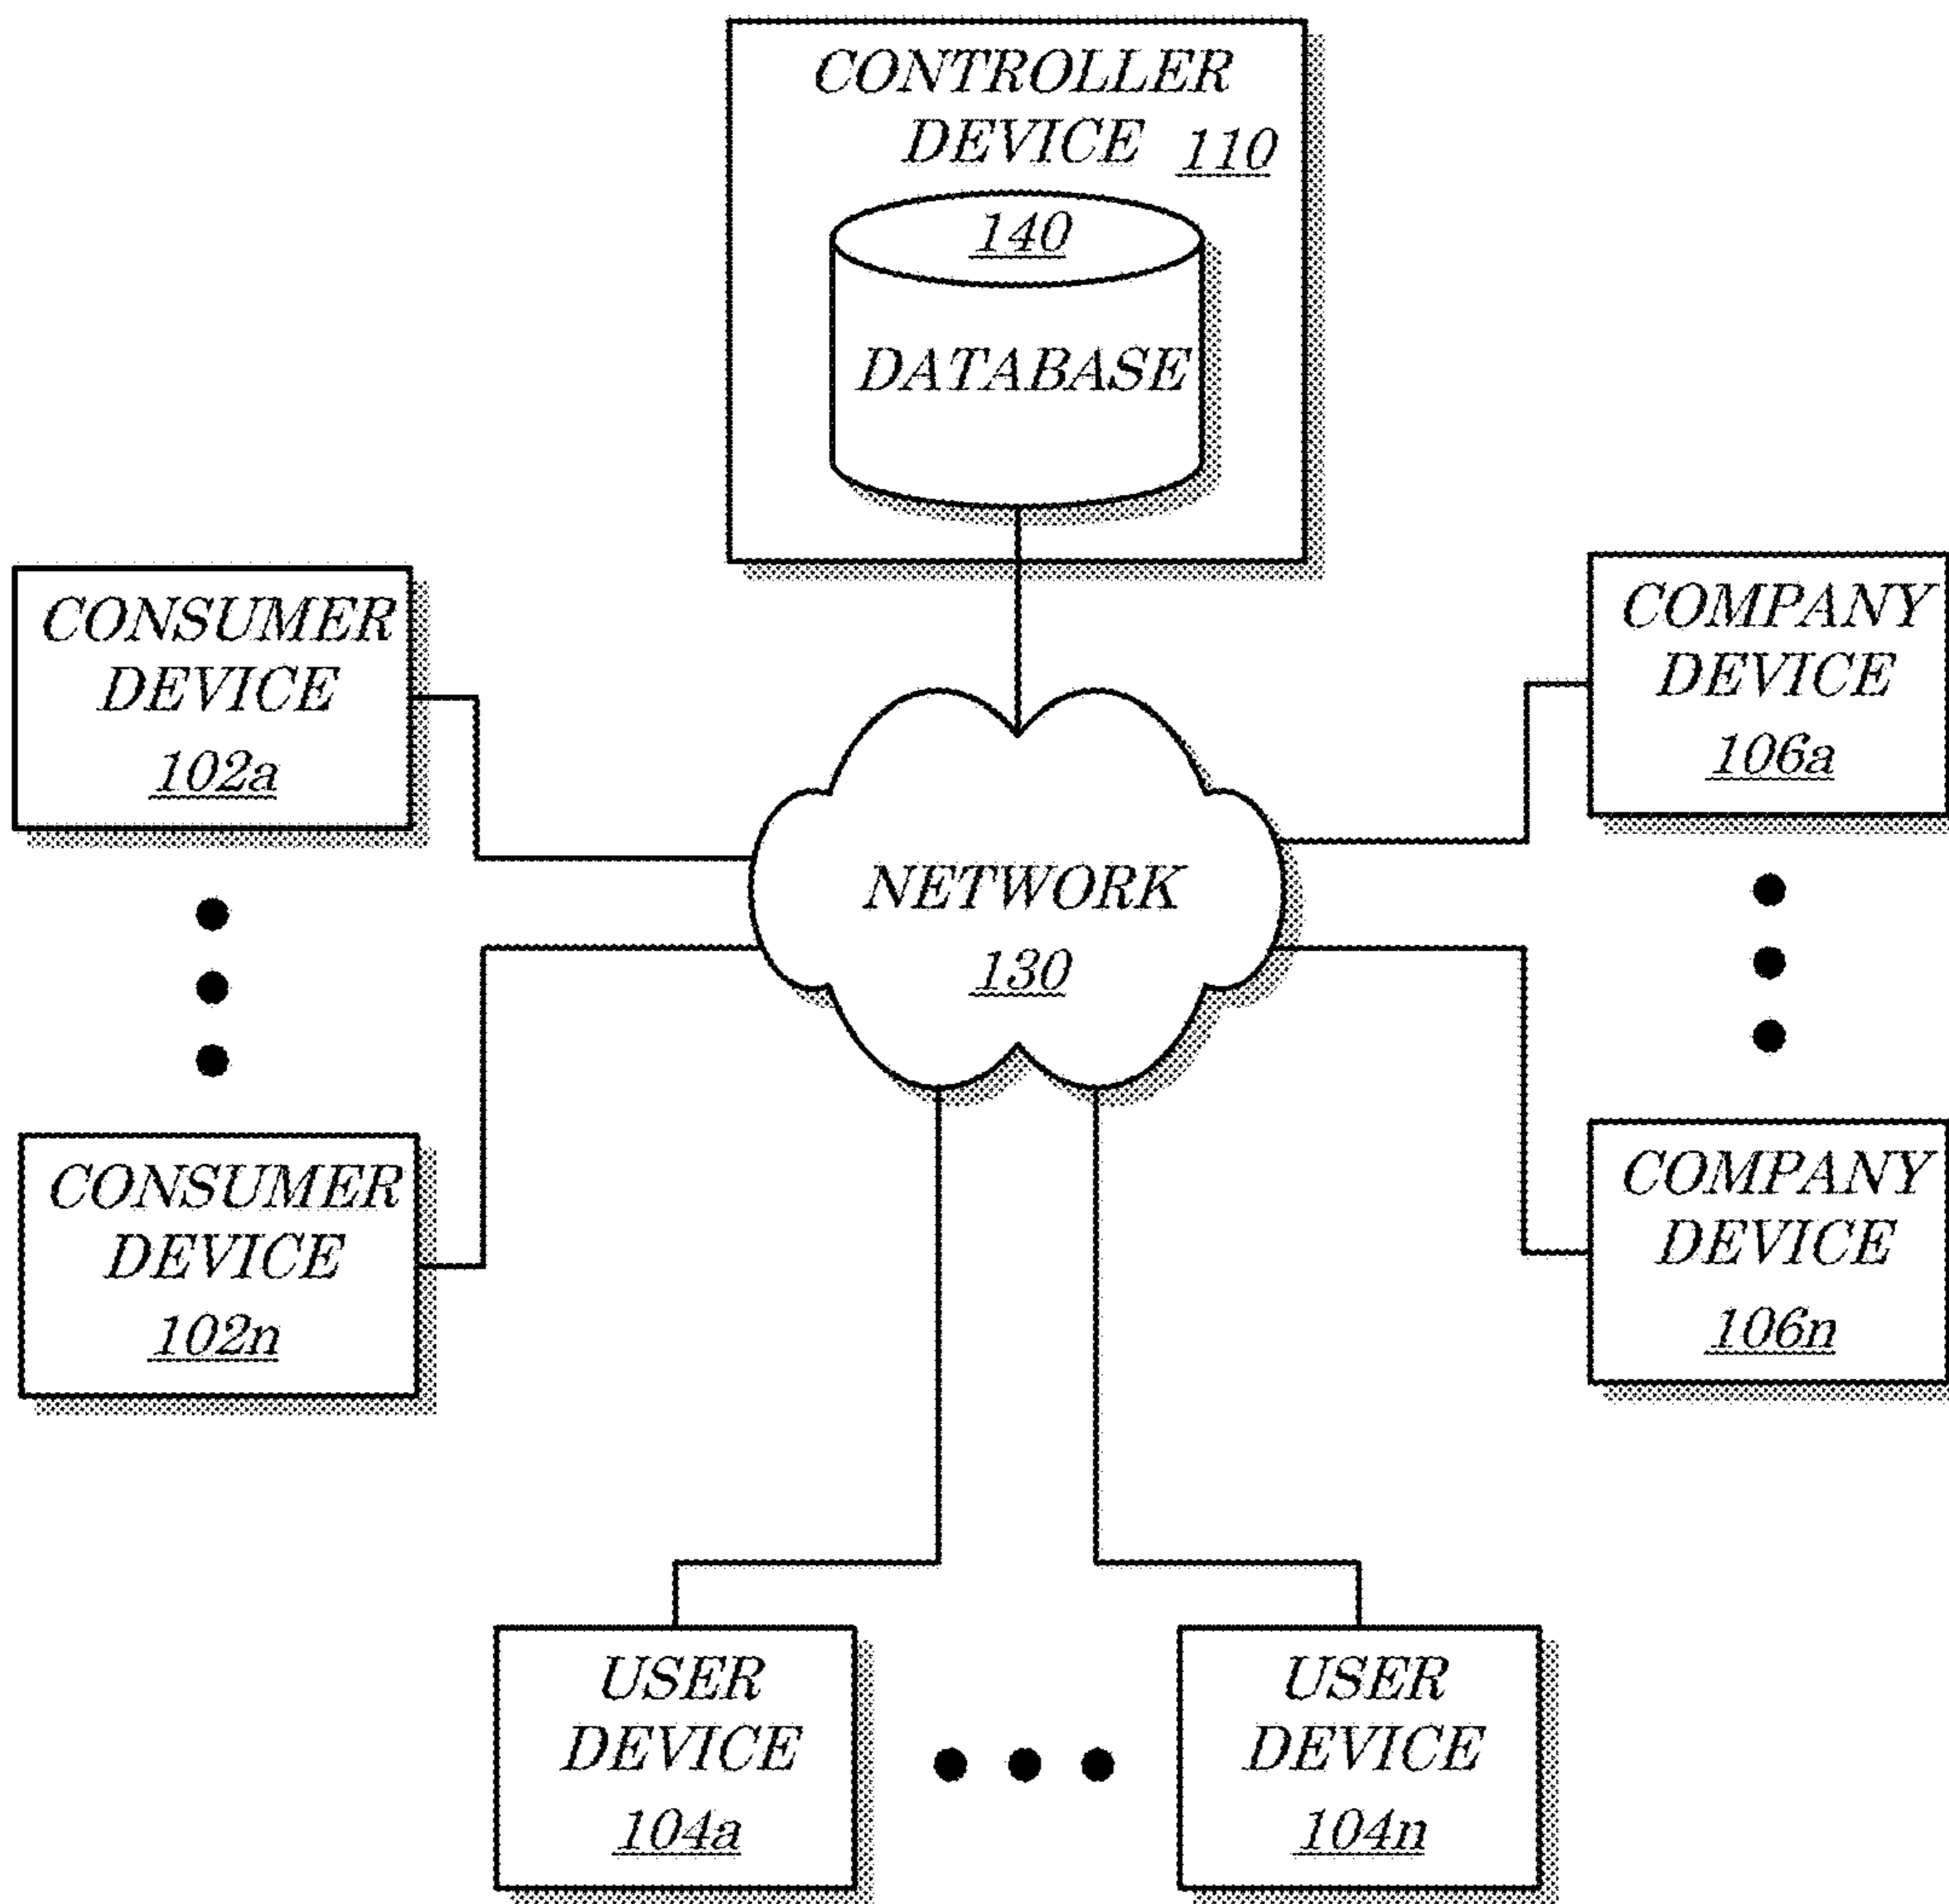 CONTROLLER
DEVICE 110
140
DATABASE
CONSUMER
DEVICE
102a
COMPANY
DEVICE
106a
NETWORK
130
CONSUMER
DEVICE
102n
COMPANY
DEVICE
106n
USER
DEVICE
104a
USER
DEVICE
104n